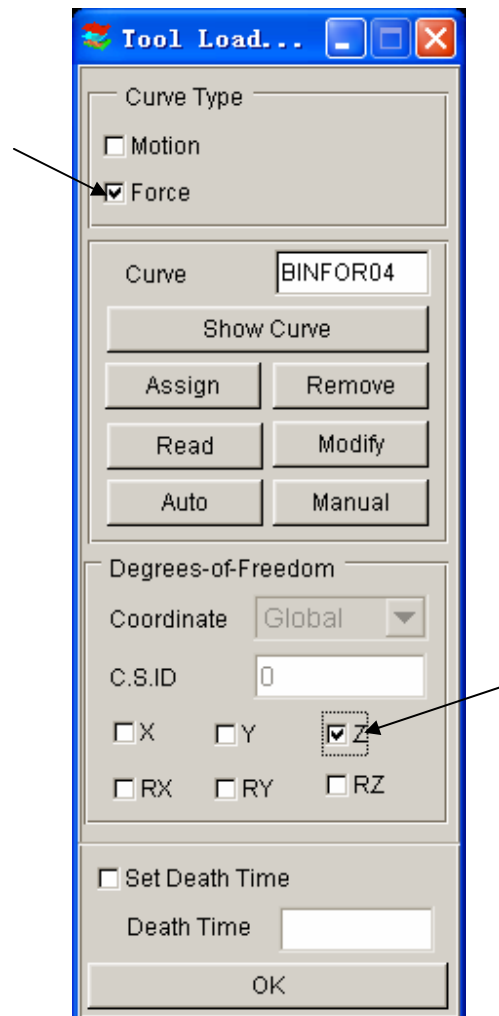 Tool Load...
Curve Type
Motion
Force
Curve BINFOR04
Show Curve
Assign Remove
Read Modify
Auto Manual
Degrees-of-Freedom
Coordinate Global
C.S.ID 0
X Y Z
RX RY RZ
Set Death Time
Death Time
OK